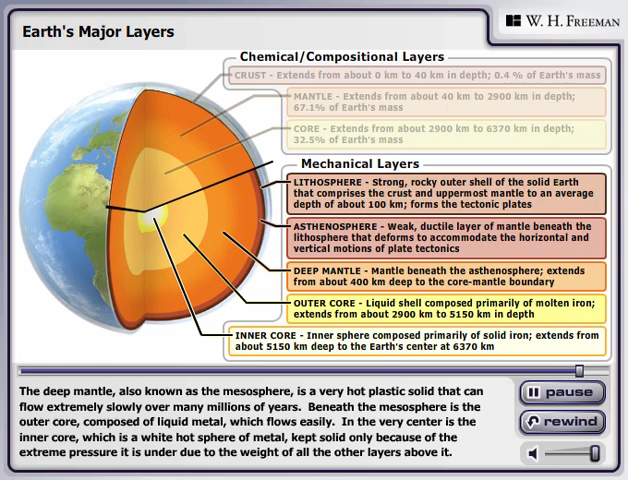 Earth's Major Layers
W. H. FREEMAN
Chemical/Compositional Layers
CRUST - Extends from about 0 km to 40 km in depth; 0.4 % of Earth's mass
MANTLE - Extends from about 40 km to 2900 km in depth;
67.1% of Earth's mass
CORE - Extends from about 2900 km to 6370 km in depth;
32.5% of Earth's mass
Mechanical Layers
LITHOSPHERE - Strong, rocky outer shell of the solid Earth
that comprises the crust and uppermost mantle to an average
depth of about 100 km; forms the tectonic plates
ASTHENOSPHERE - Weak, ductile layer of mantle beneath the
lithosphere that deforms to accommodate the horizontal and
vertical motions of plate tectonics
DEEP MANTLE - Mantle beneath the asthenosphere; extends
from about 400 km deep to the core-mantle boundary
OUTER CORE - Liquid shell composed primarily of molten iron;
extends from about 2900 to 5150 km in depth
INNER CORE - Inner sphere composed primarily of solid iron; extends from
about 5150 km deep to the Earth's center at 6370 km
The deep mantle, also known as the mesosphere, is a very hot plastic solid that can
flow extremely slowly over many millions of years.  Beneath the mesosphere is the
outer core, composed of liquid metal, which flows easily.  In the very center is the
inner core, which is a white hot sphere of metal, kept solid only because of the
extreme pressure it is under due to the weight of all the other layers above it.
pause
rewind